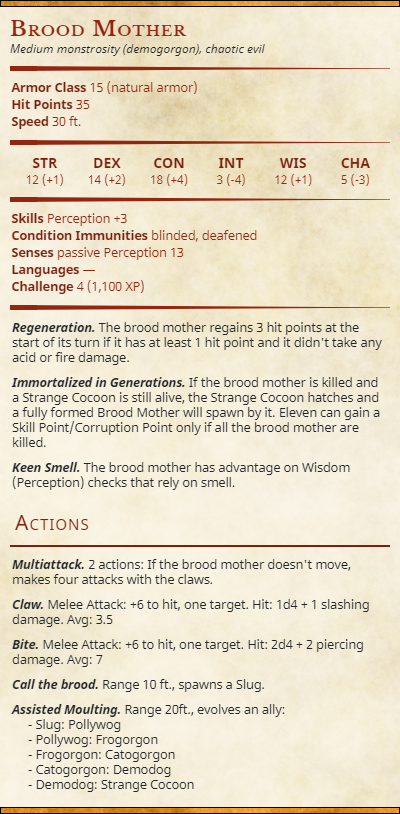 Brood Mother
Medium monstrosity (demogorgon), chaotic evil
Armor Class 15 (natural armor)
Hit Points 35
Speed 30 ft.
STR DEX CON INT WIS CHA
12 (+1) 14 (+2) 18 (+4) 3 (-4) 12 (+1) 5 (-3)
Skills Perception +3
Condition Immunities blinded, deafened
Senses passive Perception 13
Languages —
Challenge 4 (1,100 XP)
Regeneration. The brood mother regains 3 hit points at the
start of its turn if it has at least 1 hit point and it didn't take any
acid or fire damage.
Immortalized in Generations. If the brood mother is killed and
a Strange Cocoon is still alive, the Strange Cocoon hatches and
a fully formed Brood Mother will spawn by it. Eleven can gain a
Skill Point/Corruption Point only if all the brood mother are
killed.
Keen Smell. The brood mother has advantage on Wisdom
(Perception) checks that rely on smell.
Actions
Multiattack. 2 actions: If the brood mother doesn't move,
makes four attacks with the claws.
Claw. Melee Attack: +6 to hit, one target. Hit: 1d4 + 1 slashing
damage. Avg: 3.5
Bite. Melee Attack: +6 to hit, one target. Hit: 2d4 + 2 piercing
damage. Avg: 7
Call the brood. Range 10 ft., spawns a Slug.
Assisted Moulting. Range 20ft., evolves an ally:
- Slug: Pollywog
- Pollywog: Frogorgon
- Frogorgon: Catogorgon
- Catogorgon: Demodog
- Demodog: Strange Cocoon